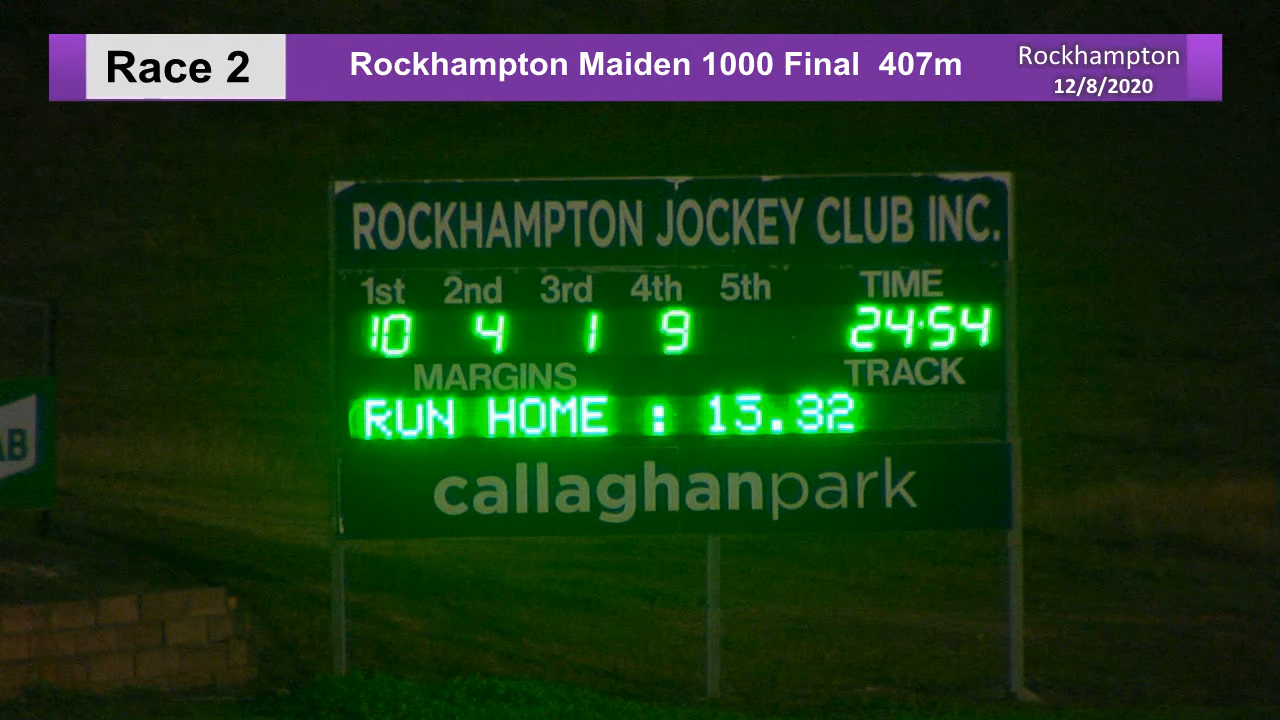 Race 2
Rockhampton Maiden 1000 Final 407m
Rockhampton
12/8/2020
ROCKHAMPTON JOCKEY CLUB INC.
1st 2nd 3rd 4th 5th TIME
10 4 1 9 24.54
MARGINS TRACK
RUN HOME : 13.32
callaghanpark
AB